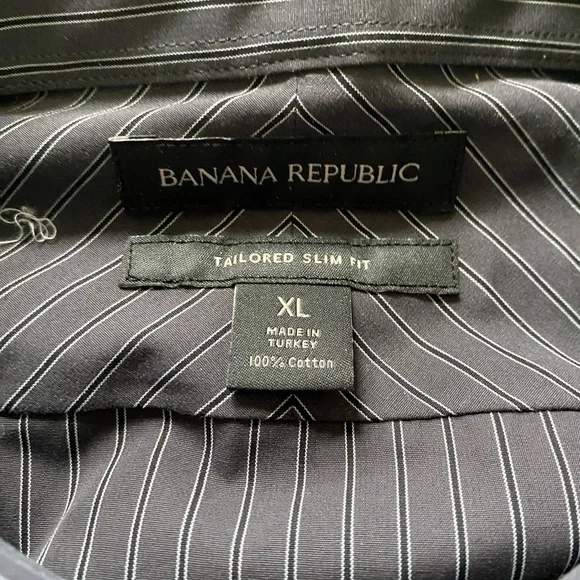 BANANA REPUBLIC
TAILORED SLIM FIT
XL
MADE IN
TURKEY
100% Cotton